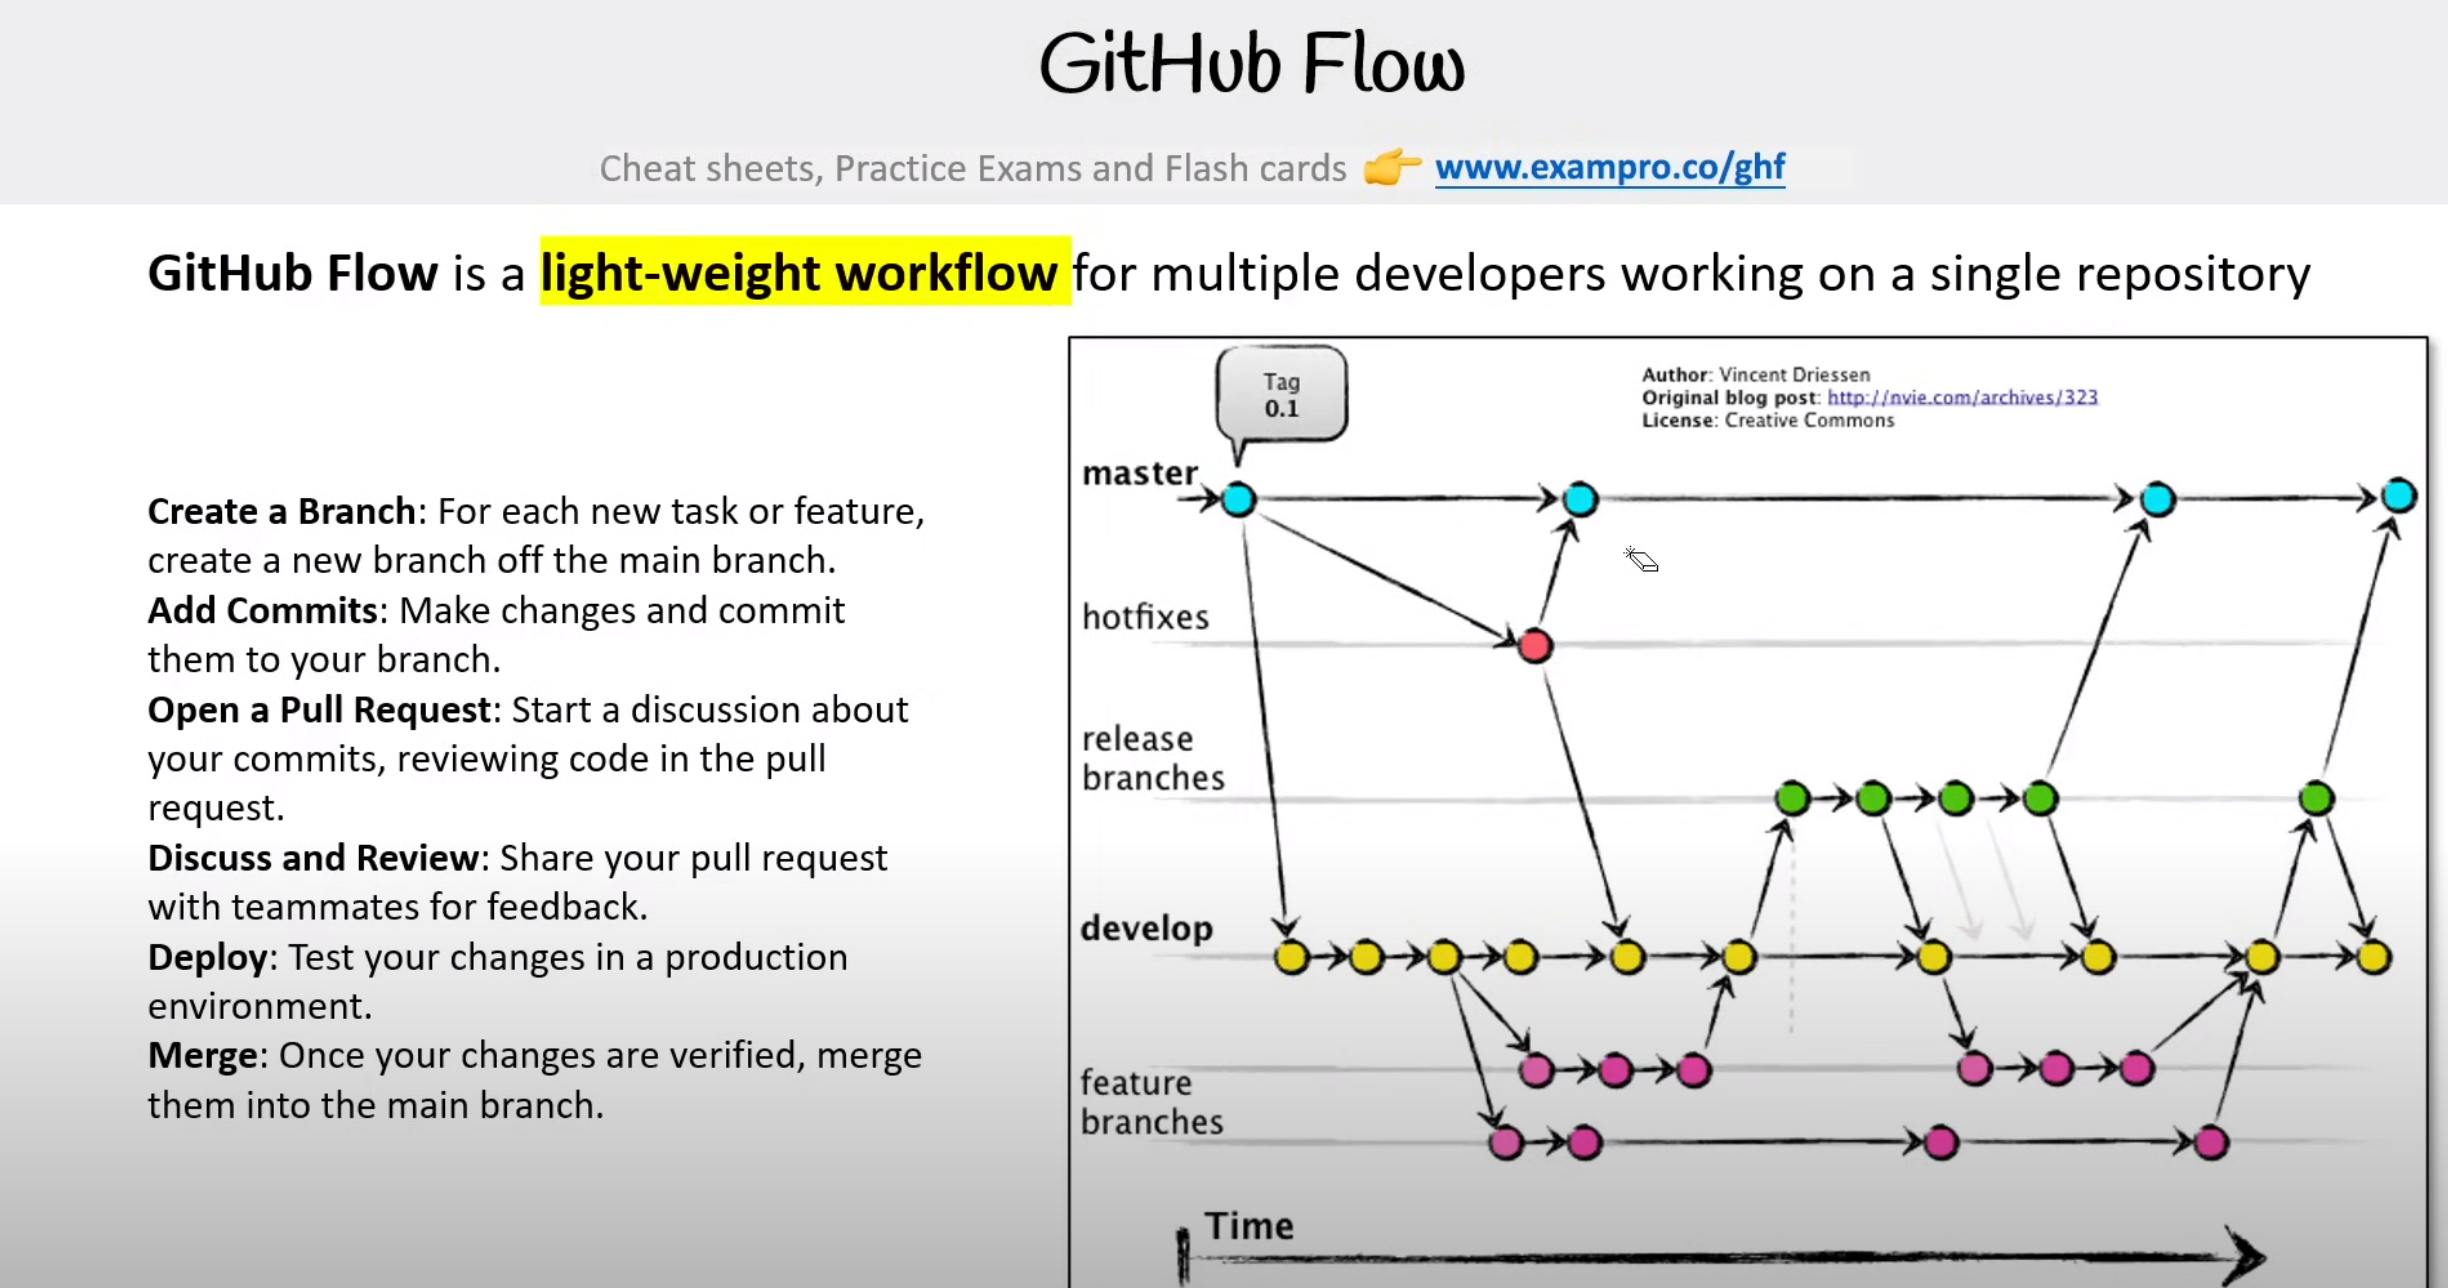 GitHub Flow
Cheat sheets, Practice Exams and Flash cards 👉 www.exampro.co/ghf
GitHub Flow is a light-weight workflow for multiple developers working on a single repository
Create a Branch: For each new task or feature,
create a new branch off the main branch.
Add Commits: Make changes and commit
them to your branch.
Open a Pull Request: Start a discussion about
your commits, reviewing code in the pull
request.
Discuss and Review: Share your pull request
with teammates for feedback.
Deploy: Test your changes in a production
environment.
Merge: Once your changes are verified, merge
them into the main branch.
Tag
0.1
Author: Vincent Driessen
Original blog post: http://nvie.com/archives/323
License: Creative Commons
master
hotfixes
release
branches
develop
feature
branches
Time